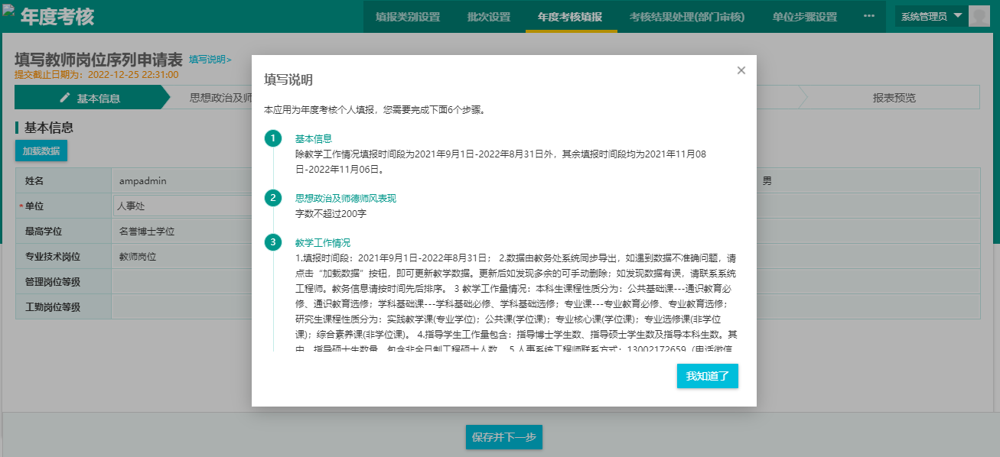 年度考核
填报类别设置 批次设置 年度考核填报 考核结果处理(部门审核) 单位步骤设置 ··· 系统管理员
填写教师岗位序列申请表 填写说明>
提交截止日期为：2022-12-25 22:31:00
基本信息 思想政治及师 报表预览
基本信息
加载数据
姓名 ampadmin 男
*单位 人事处
最高学位 名誉博士学位
专业技术岗位 教师岗位
管理岗位等级
工勤岗位等级
填写说明 ×
本应用为年度考核个人填报，您需要完成下面6个步骤。
1 基本信息
除教学工作情况填报时间段为2021年9月1日-2022年8月31日外，其余填报时间段均为2021年11月08
日-2022年11月06日。
2 思想政治及师德师风表现
字数不超过200字
3 教学工作情况
1.填报时间段：2021年9月1日-2022年8月31日； 2.数据由教务处系统同步导出，如遇到数据不准确问题，请
点击“加载数据”按钮，即可更新教学数据。更新后如发现多余的可手动删除；如发现数据有误，请联系系统
工程师。教务信息请按时间先后排序。 3 教学工作量情况：本科生课程性质分为：公共基础课---通识教育必
修、通识教育选修；学科基础课---学科基础必修、学科基础选修；专业课---专业教育必修、专业教育选修；
研究生课程性质分为：实践教学课(专业学位)；公共课(学位课)；专业核心课(学位课)；专业选修课(非学位
课)；综合素养课(非学位课)。 4.指导学生工作量包含：指导博士学生数、指导硕士学生数及指导本科生数。其
中，指导硕士生数量，包含非全日制工程硕士人数。 5.人事系统工程师联系方式：13002172659（电话微信
我知道了
保存并下一步